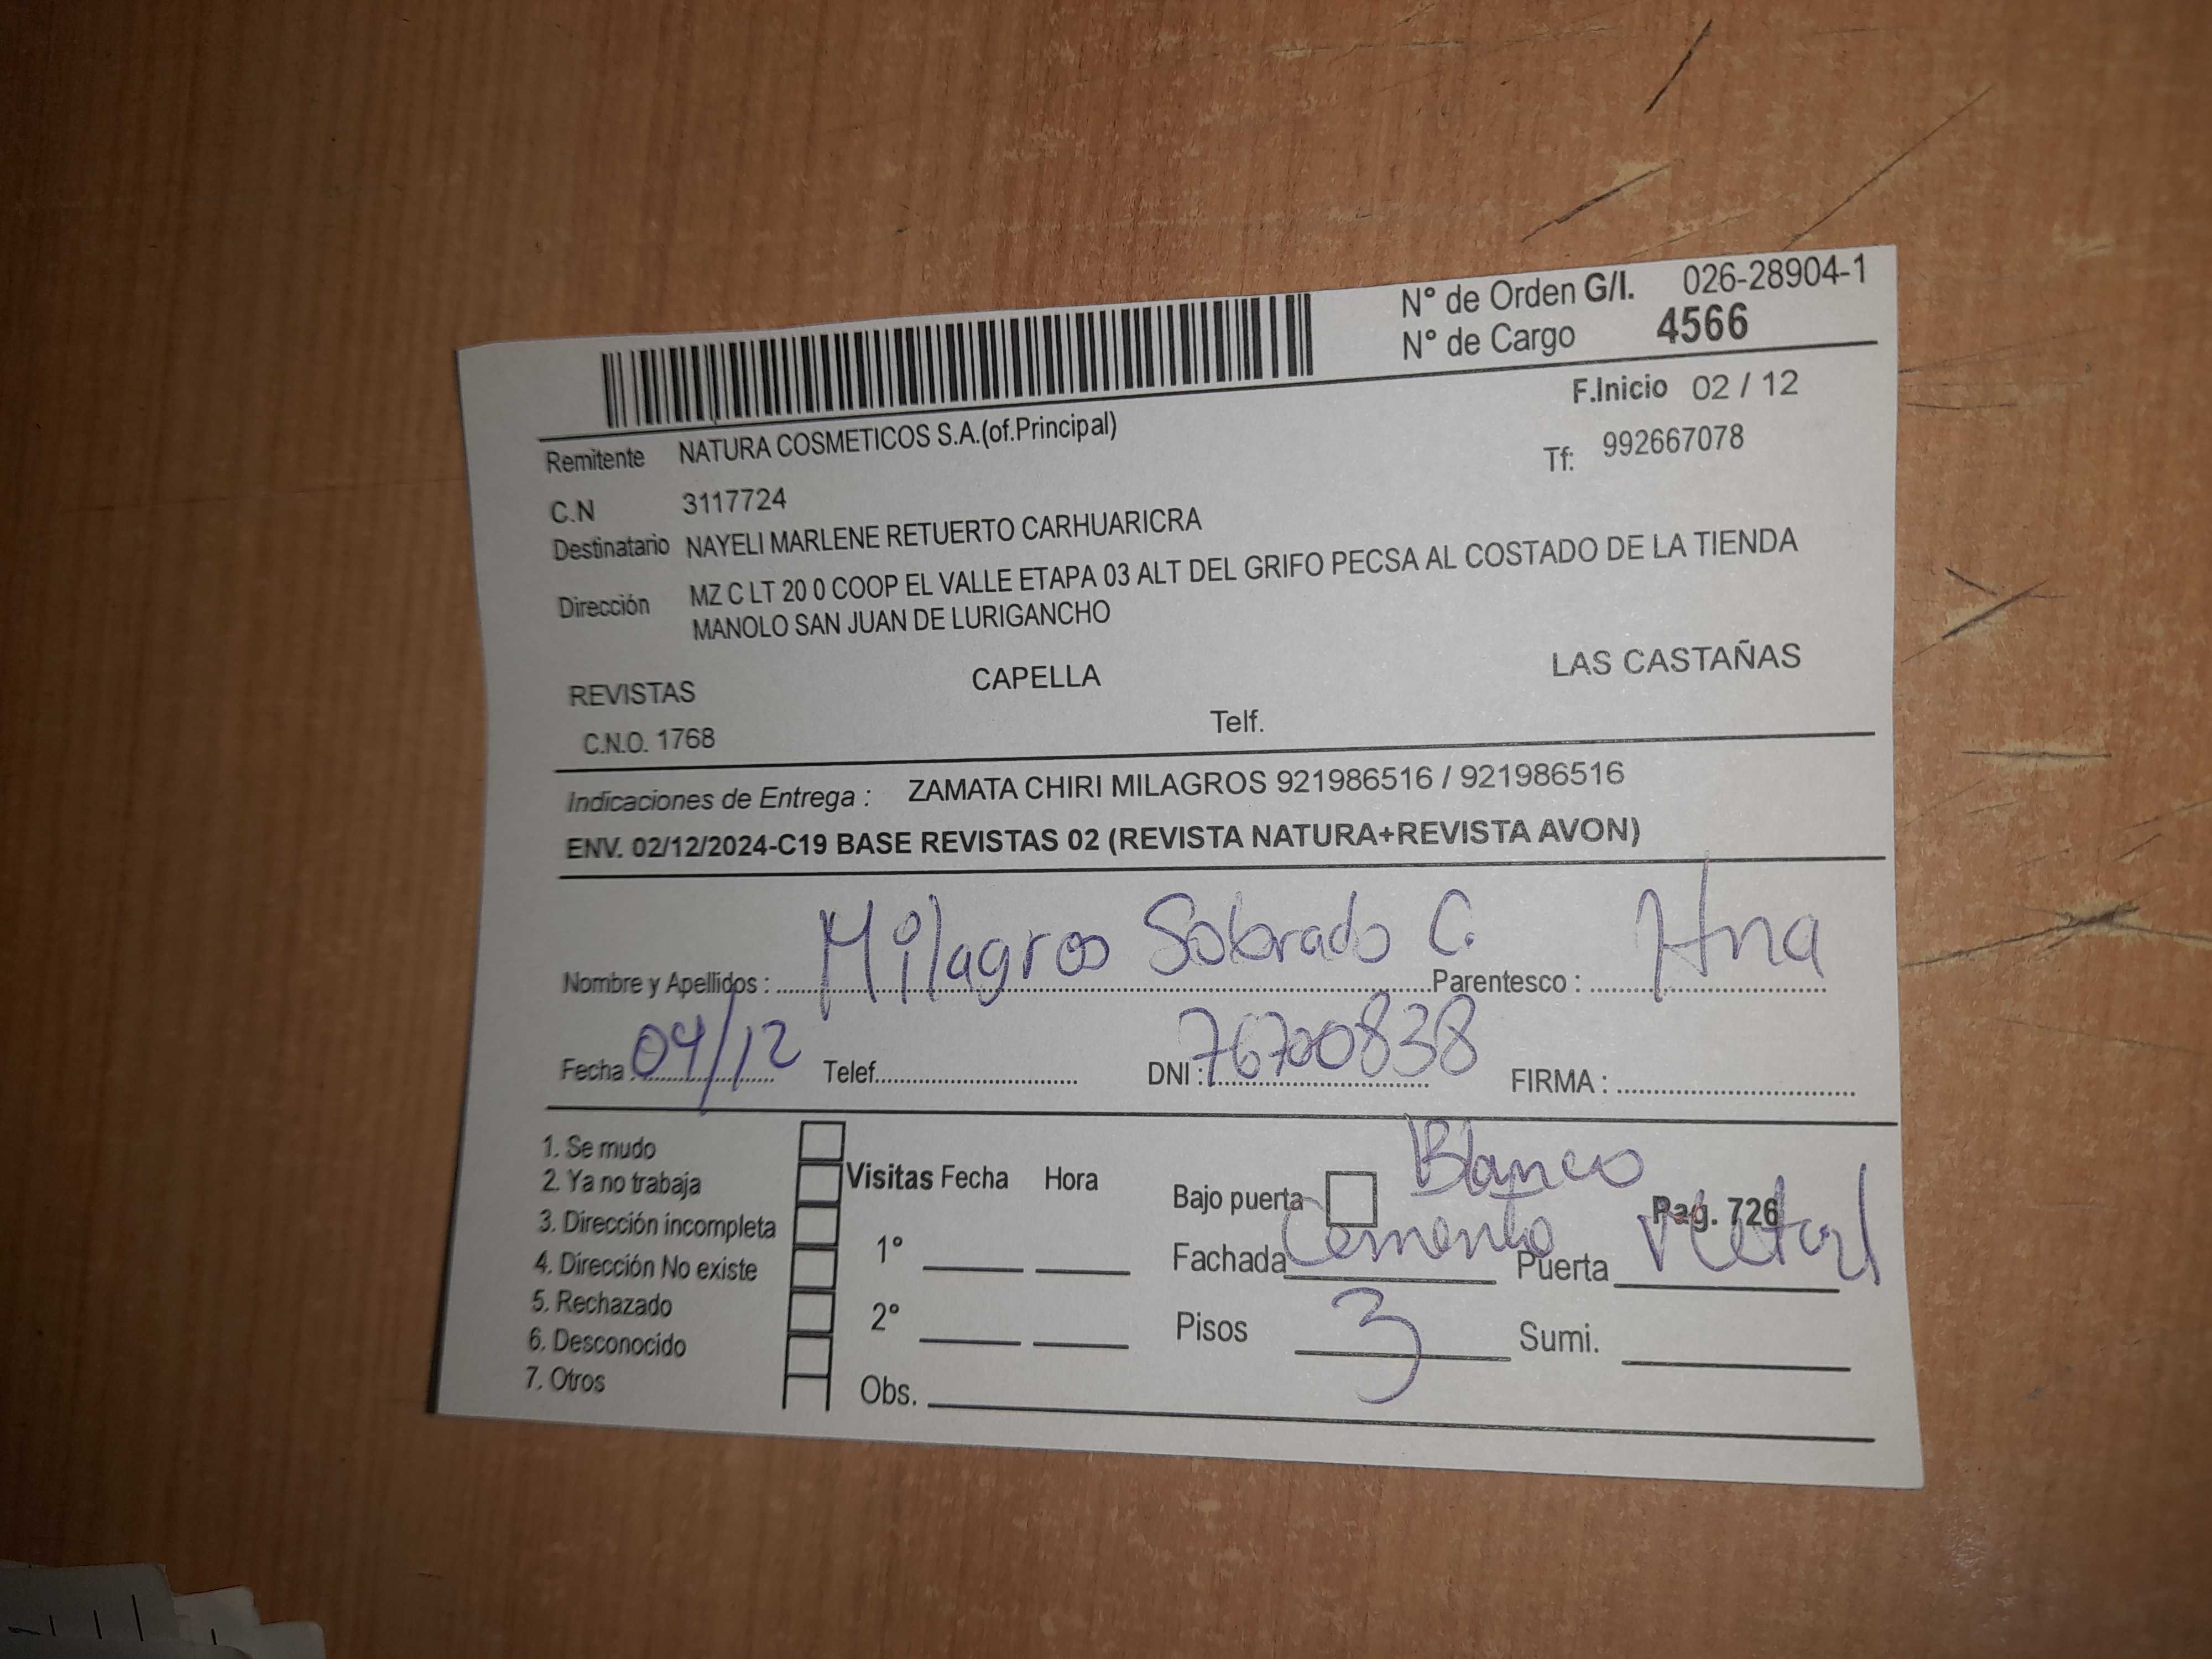 N° de Orden G/I. 026-28904-1
N° de Cargo 4566
F.Inicio 02 / 12
Remitente NATURA COSMETICOS S.A.(of.Principal)
Tf: 992667078
C.N 3117724
Destinatario NAYELI MARLENE RETUERTO CARHUARICRA
Dirección MZ C LT 20 0 COOP EL VALLE ETAPA 03 ALT DEL GRIFO PECSA AL COSTADO DE LA TIENDA
MANOLO SAN JUAN DE LURIGANCHO
REVISTAS CAPELLA LAS CASTAÑAS
C.N.O. 1768 Telf.
Indicaciones de Entrega : ZAMATA CHIRI MILAGROS 921986516 / 921986516
ENV. 02/12/2024-C19 BASE REVISTAS 02 (REVISTA NATURA+REVISTA AVON)
Nombre y Apellidos : Milagros Sobrado C. Parentesco : Hna
Fecha : 04/12 Telef. DNI : 76700838 FIRMA :
1. Se mudo
2. Ya no trabaja
3. Dirección incompleta
4. Dirección No existe
5. Rechazado
6. Desconocido
7. Otros
Visitas Fecha Hora
1°
2°
Obs.
Blanco
Bajo puerta Pag. 726
Fachada Cemento Puerta Metal
Pisos 3 Sumi.